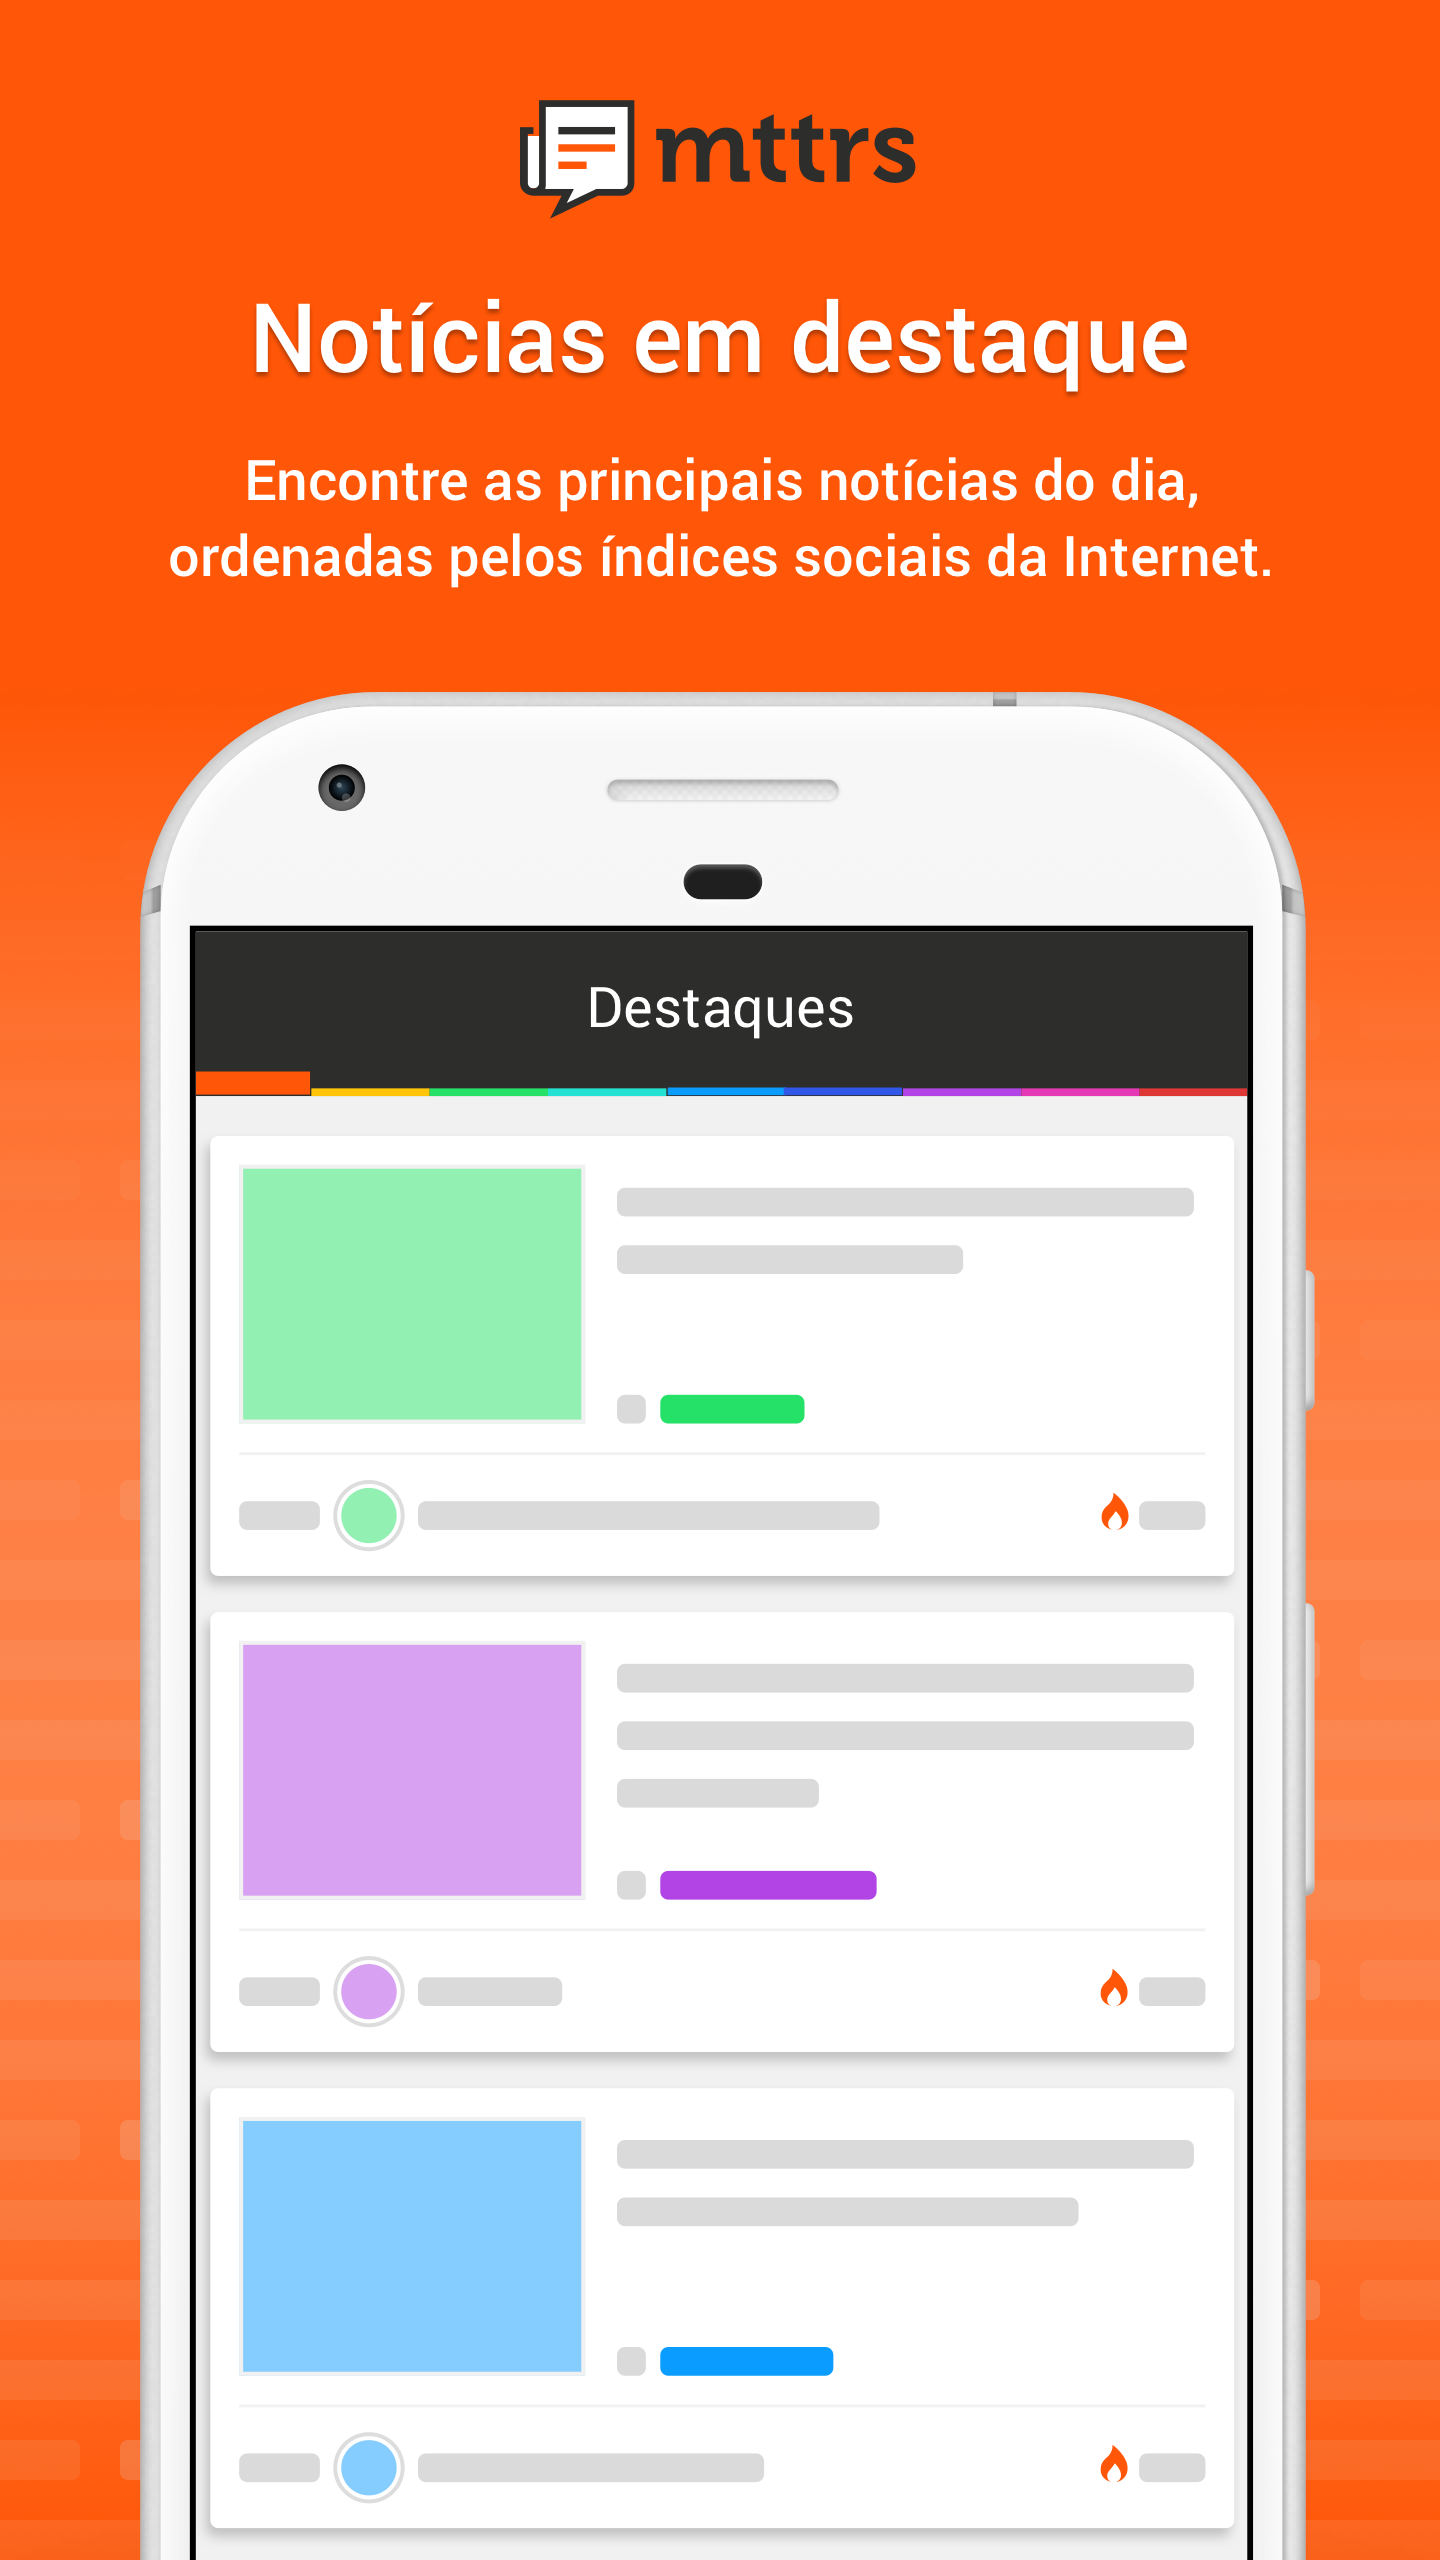 mttrs
Notícias em destaque
Encontre as principais notícias do dia,
ordenadas pelos índices sociais da Internet.
Destaques